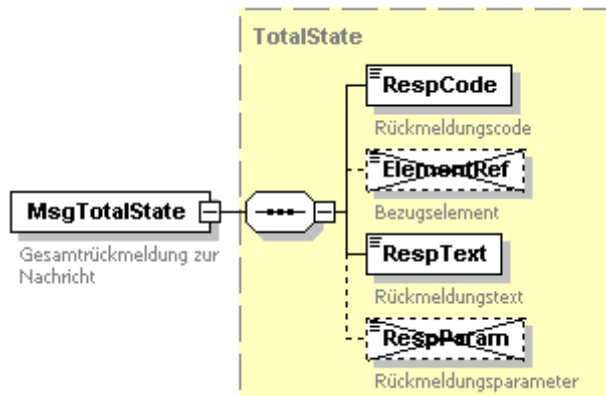 TotalState
RespCode
Rückmeldungscode
ElementRef
Bezugselement
MsgTotalState
Gesamtrückmeldung zur
Nachricht
RespText
Rückmeldungstext
RespParam
Rückmeldungsparameter